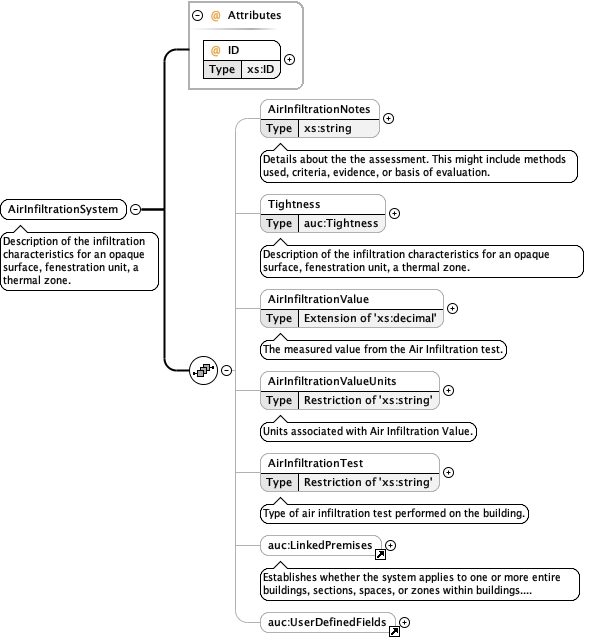 @ Attributes
@ ID
Type xs:ID
AirInfiltrationNotes
Type xs:string
Details about the the assessment. This might include methods
used, criteria, evidence, or basis of evaluation.
AirInfiltrationSystem
Description of the infiltration
characteristics for an opaque
surface, fenestration unit, a
thermal zone.
Tightness
Type auc:Tightness
Description of the infiltration characteristics for an opaque
surface, fenestration unit, a thermal zone.
AirInfiltrationValue
Type Extension of 'xs:decimal'
The measured value from the Air Infiltration test.
AirInfiltrationValueUnits
Type Restriction of 'xs:string'
Units associated with Air Infiltration Value.
AirInfiltrationTest
Type Restriction of 'xs:string'
Type of air infiltration test performed on the building.
auc:LinkedPremises
Establishes whether the system applies to one or more entire
buildings, sections, spaces, or zones within buildings....
auc:UserDefinedFields